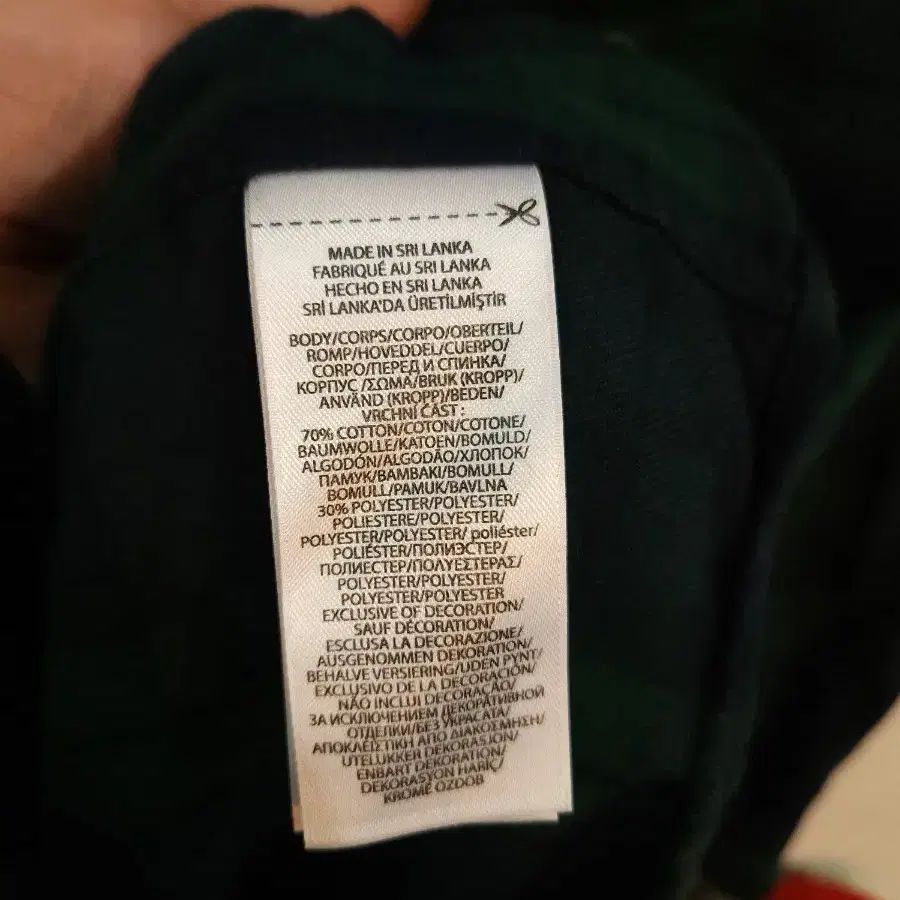 MADE IN SRI LANKA
FABRIQUÉ AU SRI LANKA
HECHO EN SRI LANKA
SRİ LANKA'DA ÜRETİLMİŞTİR
BODY/CORPS/CORPO/OBERTEIL/
ROMP/HOVEDDEL/CUERPO/
CORPO/ПЕРЕД И СПИНКА/
КОРПУС /ΣΩΜΑ/BRUK (KROPP)/
ANVÄND (KROPP)/BEDEN/
VRCHNÍ ČÁST :
70% COTTON/COTON/COTONE/
BAUMWOLLE/KATOEN/BOMULD/
ALGODÓN/ALGODÃO/ХЛОПОК/
ПАМУК/BAMBAKI/BOMULL/
BOMULL/PAMUK/BAVLNA
30% POLYESTER/POLYESTER/
POLIESTERE/POLYESTER/
POLYESTER/POLYESTER/ poliéster/
POLIÉSTER/ПОЛИЭСТЕР/
ПОЛИЕСТЕР/ΠΟΛΥΕΣΤΕΡΑΣ/
POLYESTER/POLYESTER/
POLYESTER/POLYESTER
EXCLUSIVE OF DECORATION/
SAUF DÉCORATION/
ESCLUSA LA DECORAZIONE/
AUSGENOMMEN DEKORATION/
BEHALVE VERSIERING/UDEN PYNT/
EXCLUSIVO DE LA DECORACIÓN/
NÃO INCLUI DECORAÇÃO/
ЗА ИСКЛЮЧЕНИЕМ ДЕКОРАТИВНОЙ
ОТДЕЛКИ/БЕЗ УКРАСАТА/
ΑΠΟΚΛΕΙΣΤΙΚΗ ΑΠΟ ΔΙΑΚΟΣΜΗΣΗ/
UTELUKKER DEKORASJON/
ENBART DEKORATION/
DEKORASYON HARİÇ/
KROMĚ OZDOB